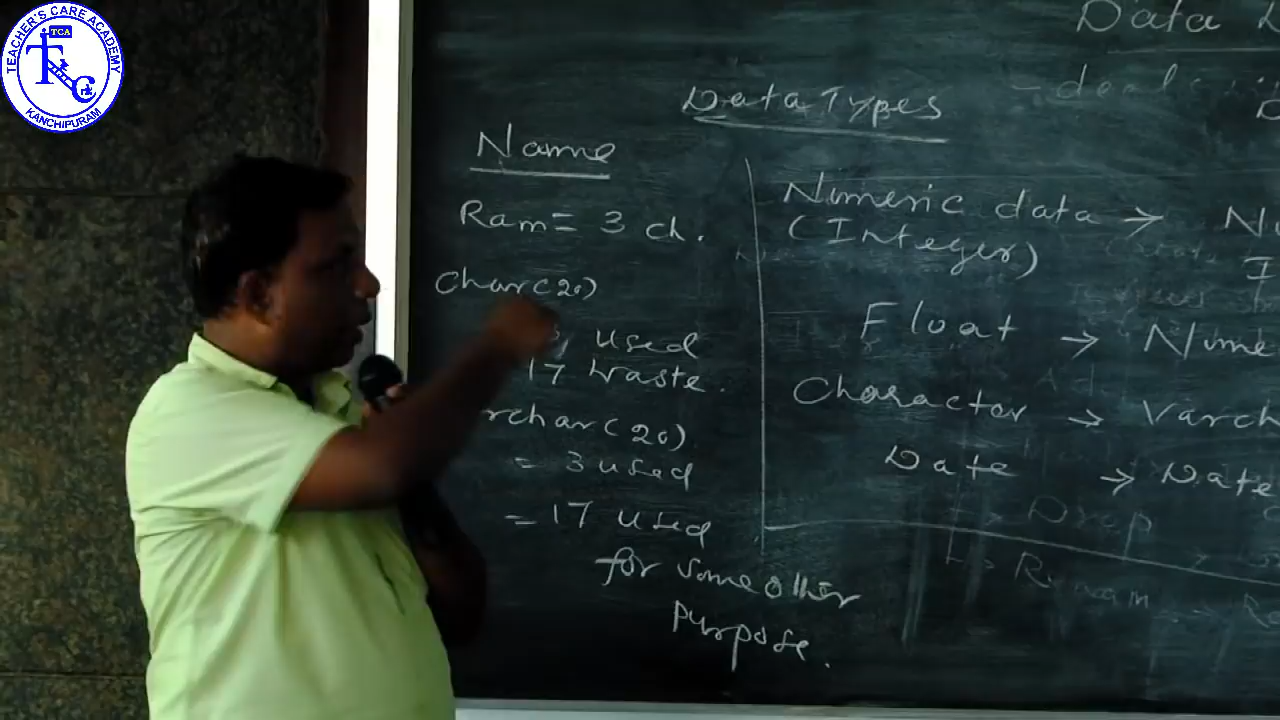 TEACHER'S CARE ACADEMY
TCA
KANCHIPURAM
Data
Data Types
Name
Ram = 3 ch.
Char(20)
used
17 waste.
rchar(20)
= 3 used
= 17 used
for some other
purpose.
Numeric data →
(Integer)
Float → Nume
Character → Varch
Date → Date
Drop